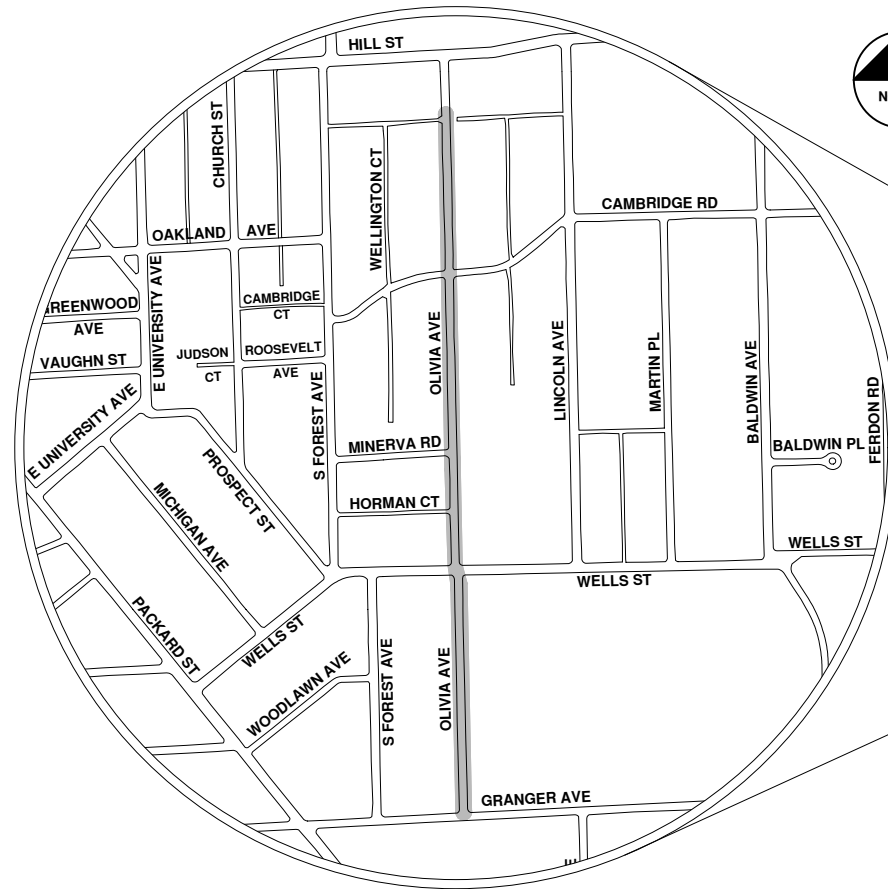 HILL ST
N
CHURCH ST
WELLINGTON CT
CAMBRIDGE RD
OAKLAND AVE
E UNIVERSITY AVE
CAMBRIDGE
CT
GREENWOOD
AVE
JUDSON
CT
ROOSEVELT
AVE
VAUGHN ST
OLIVIA AVE
LINCOLN AVE
MARTIN PL
BALDWIN AVE
FERDON RD
S FOREST AVE
E UNIVERSITY AVE
MINERVA RD
BALDWIN PL
PROSPECT ST
MICHIGAN AVE
HORMAN CT
WELLS ST
WELLS ST
PACKARD ST
WELLS ST
WOODLAWN AVE
S FOREST AVE
OLIVIA AVE
GRANGER AVE